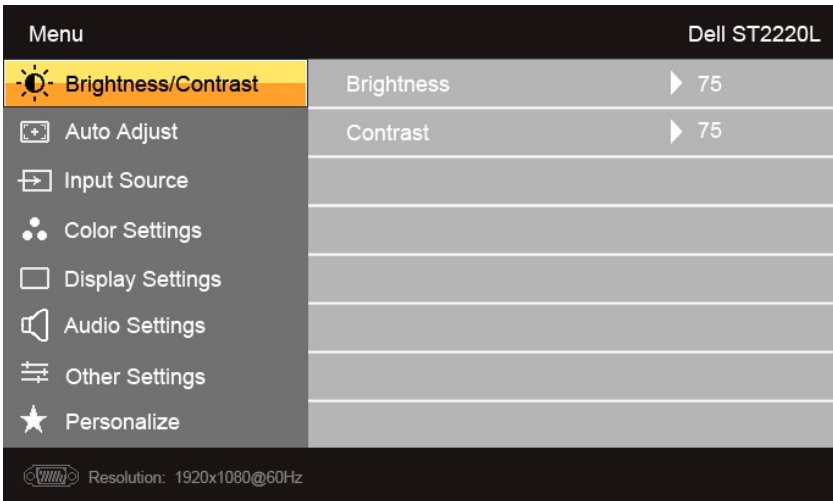 Menu Dell ST2220L
Brightness/Contrast Brightness 75
Auto Adjust Contrast 75
Input Source
Color Settings
Display Settings
Audio Settings
Other Settings
Personalize
Resolution: 1920x1080@60Hz